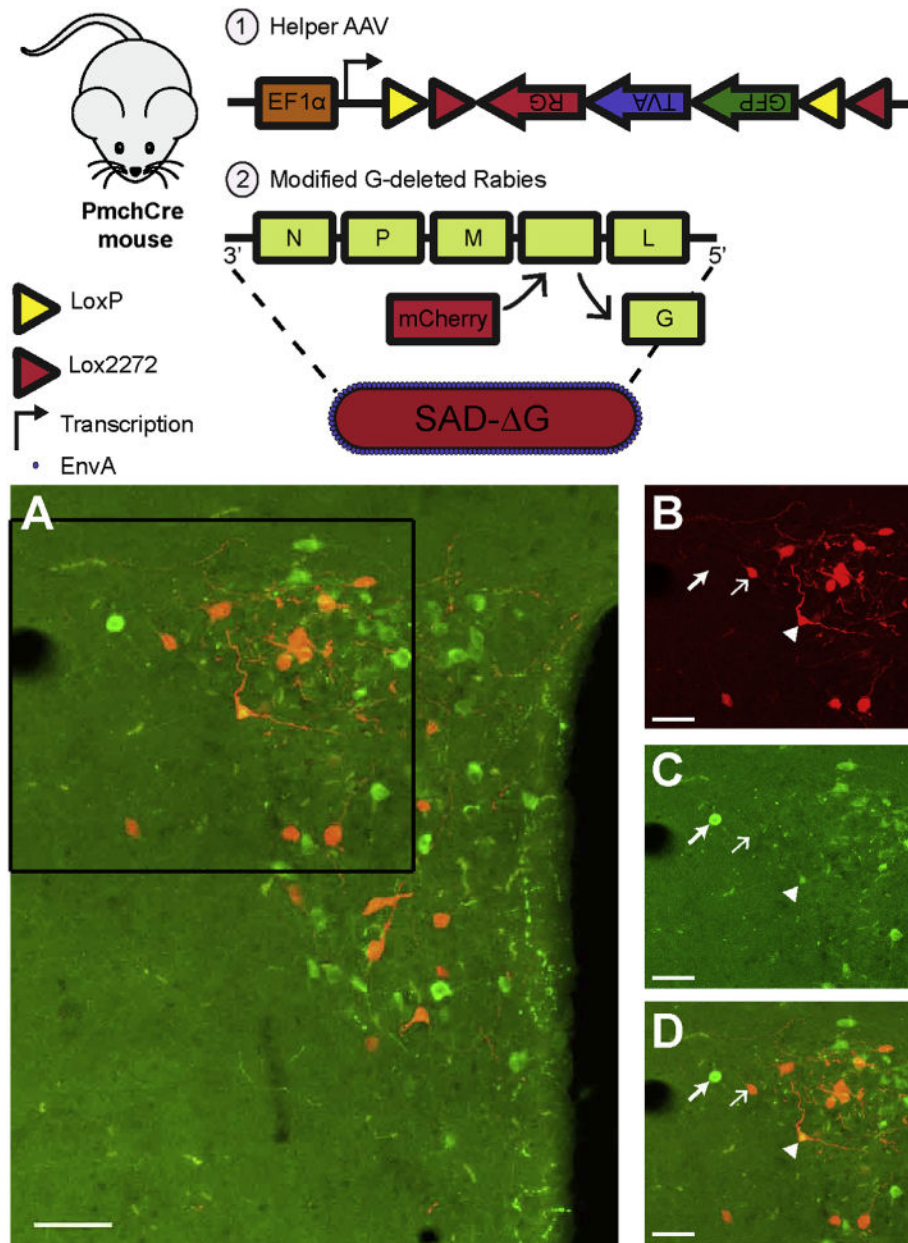 1 Helper AAV
EF1α
RG
TVA
GFP
2 Modified G-deleted Rabies
PmchCre
mouse
N P M L
3’ 5’
LoxP
mCherry G
Lox2272
SAD-ΔG
Transcription
EnvA
A
B
C
D